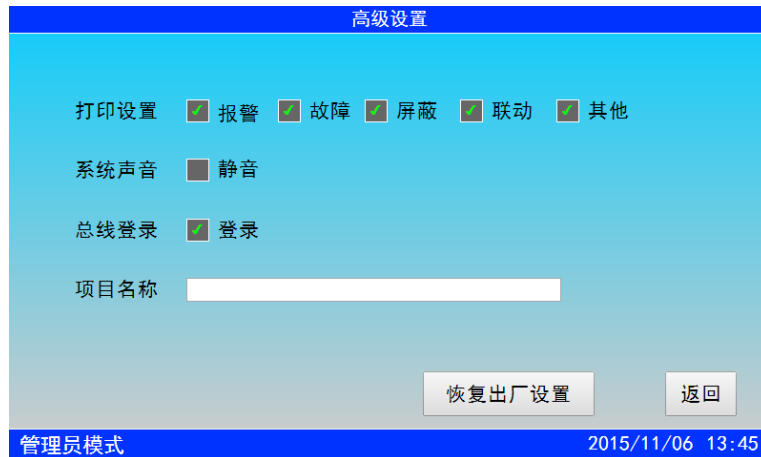 高级设置
打印设置 报警 故障 屏蔽 联动 其他
系统声音 静音
总线登录 登录
项目名称
恢复出厂设置 返回
管理员模式 2015/11/06 13:45